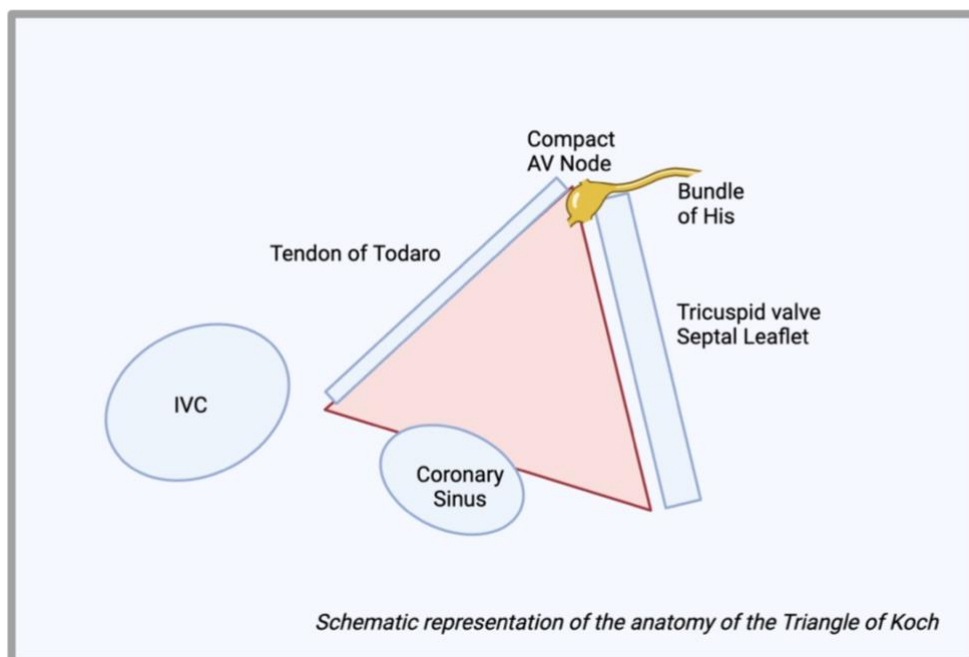 Compact
AV Node
Bundle
of His
Tendon of Todaro
Tricuspid valve
Septal Leaflet
IVC
Coronary
Sinus
Schematic representation of the anatomy of the Triangle of Koch